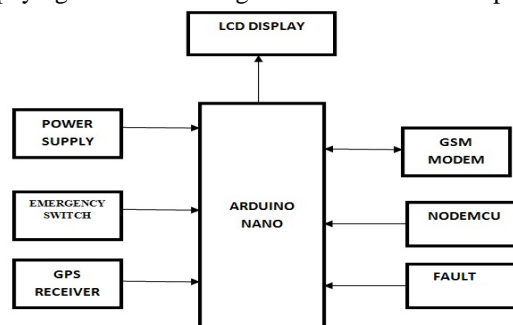 LCD DISPLAY
POWER
SUPPLY
EMERGENCY
SWITCH
GPS
RECEIVER
ARDUINO
NANO
GSM
MODEM
NODEMCU
FAULT